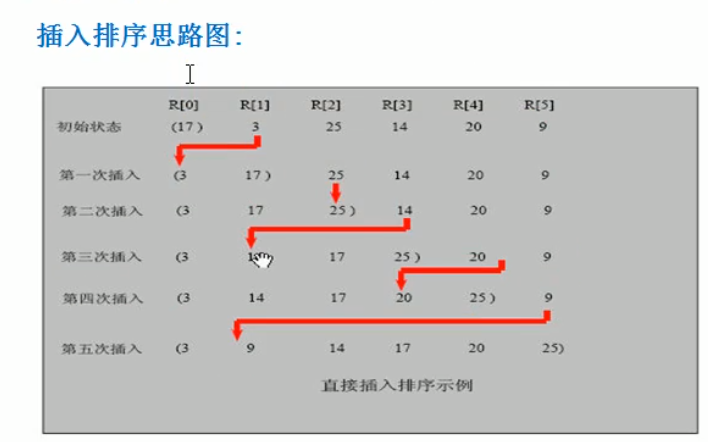 插入排序思路图:
R[0] R[1] R[2] R[3] R[4] R[5]
初始状态 (17) 3 25 14 20 9
第一次插入 (3 17) 25 14 20 9
第二次插入 (3 17 25) 14 20 9
第三次插入 (3 17 25) 20 9
第四次插入 (3 14 17 20 25) 9
第五次插入 (3 9 14 17 20 25)
直接插入排序示例